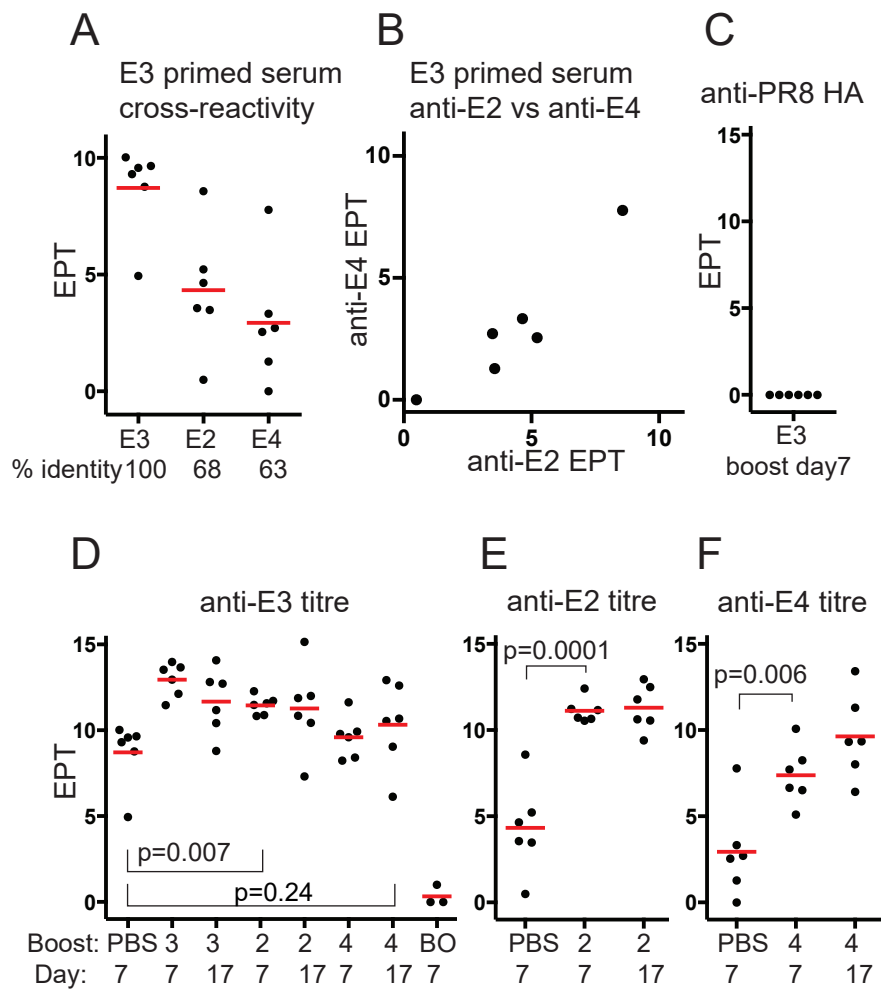 A
E3 primed serum
cross-reactivity
10
5
0
EPT
E3 E2 E4
% identity 100 68 63
B
E3 primed serum
anti-E2 vs anti-E4
10
5
0
anti-E4 EPT
0 5 10
anti-E2 EPT
C
anti-PR8 HA
15
10
5
0
EPT
E3
boost day7
D
anti-E3 titre
15
10
5
0
EPT
p=0.007
p=0.24
Boost: PBS 3 3 2 2 4 4 BO
Day: 7 7 17 7 17 7 17 7
E
anti-E2 titre
15
10
5
0
p=0.0001
PBS 2 2
7 7 17
F
anti-E4 titre
15
10
5
0
p=0.006
PBS 4 4
7 7 17